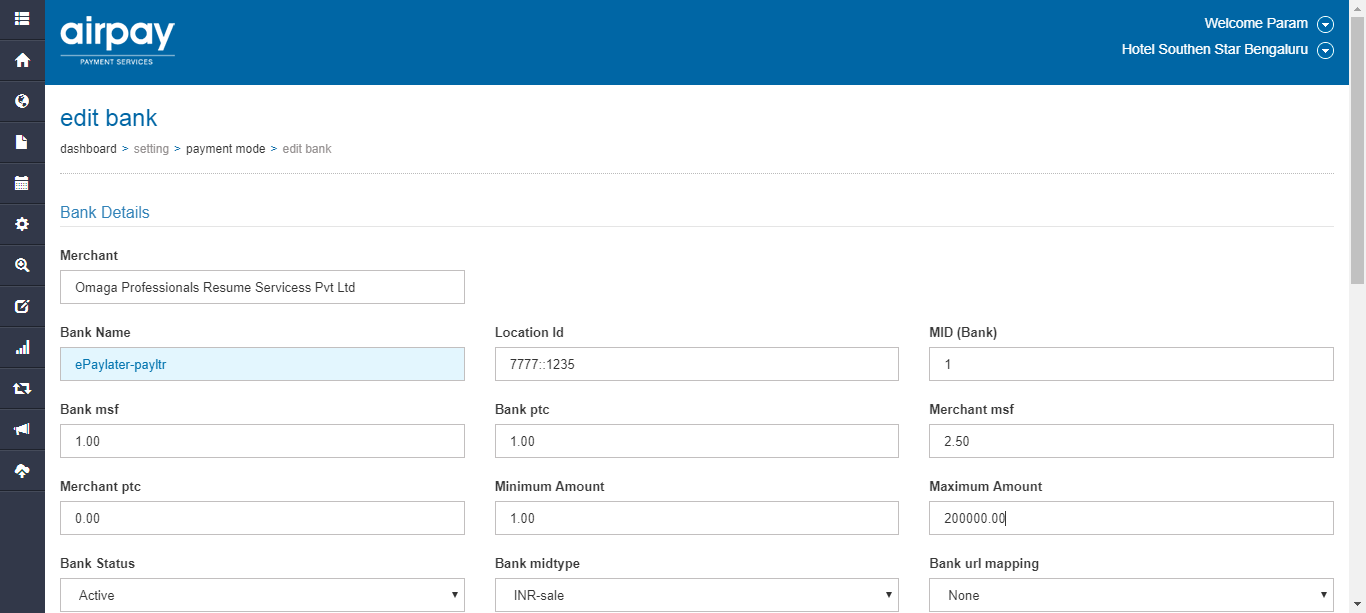 airpay
PAYMENT SERVICES
Welcome Param
Hotel Southen Star Bengaluru
edit bank
dashboard > setting > payment mode > edit bank
Bank Details
Merchant
Omaga Professionals Resume Servicess Pvt Ltd
Bank Name Location Id MID (Bank)
ePaylater-payltr 7777::1235 1
Bank msf Bank ptc Merchant msf
1.00 1.00 2.50
Merchant ptc Minimum Amount Maximum Amount
0.00 1.00 200000.00
Bank Status Bank midtype Bank url mapping
Active INR-sale None